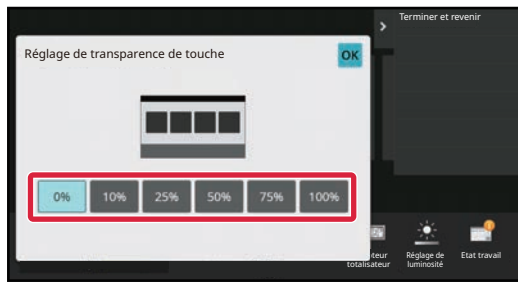 Terminer et revenir
Réglage de transparence de touche
OK
0% 10% 25% 50% 75% 100%
teur
totalisateur
Réglage de
luminosité
Etat travail